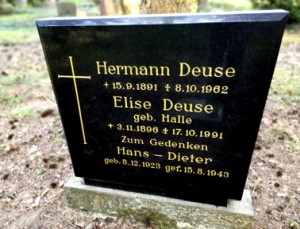 Hermann Deuse
✝ 15.9.1891 ✝ 8.10.1962
Elise Deuse
geb. Halle
✝ 3.11.1896 ✝ 17.10.1991
Zum Gedenken
Hans – Dieter
geb. 8.12.1923 gef. 15.8.1943